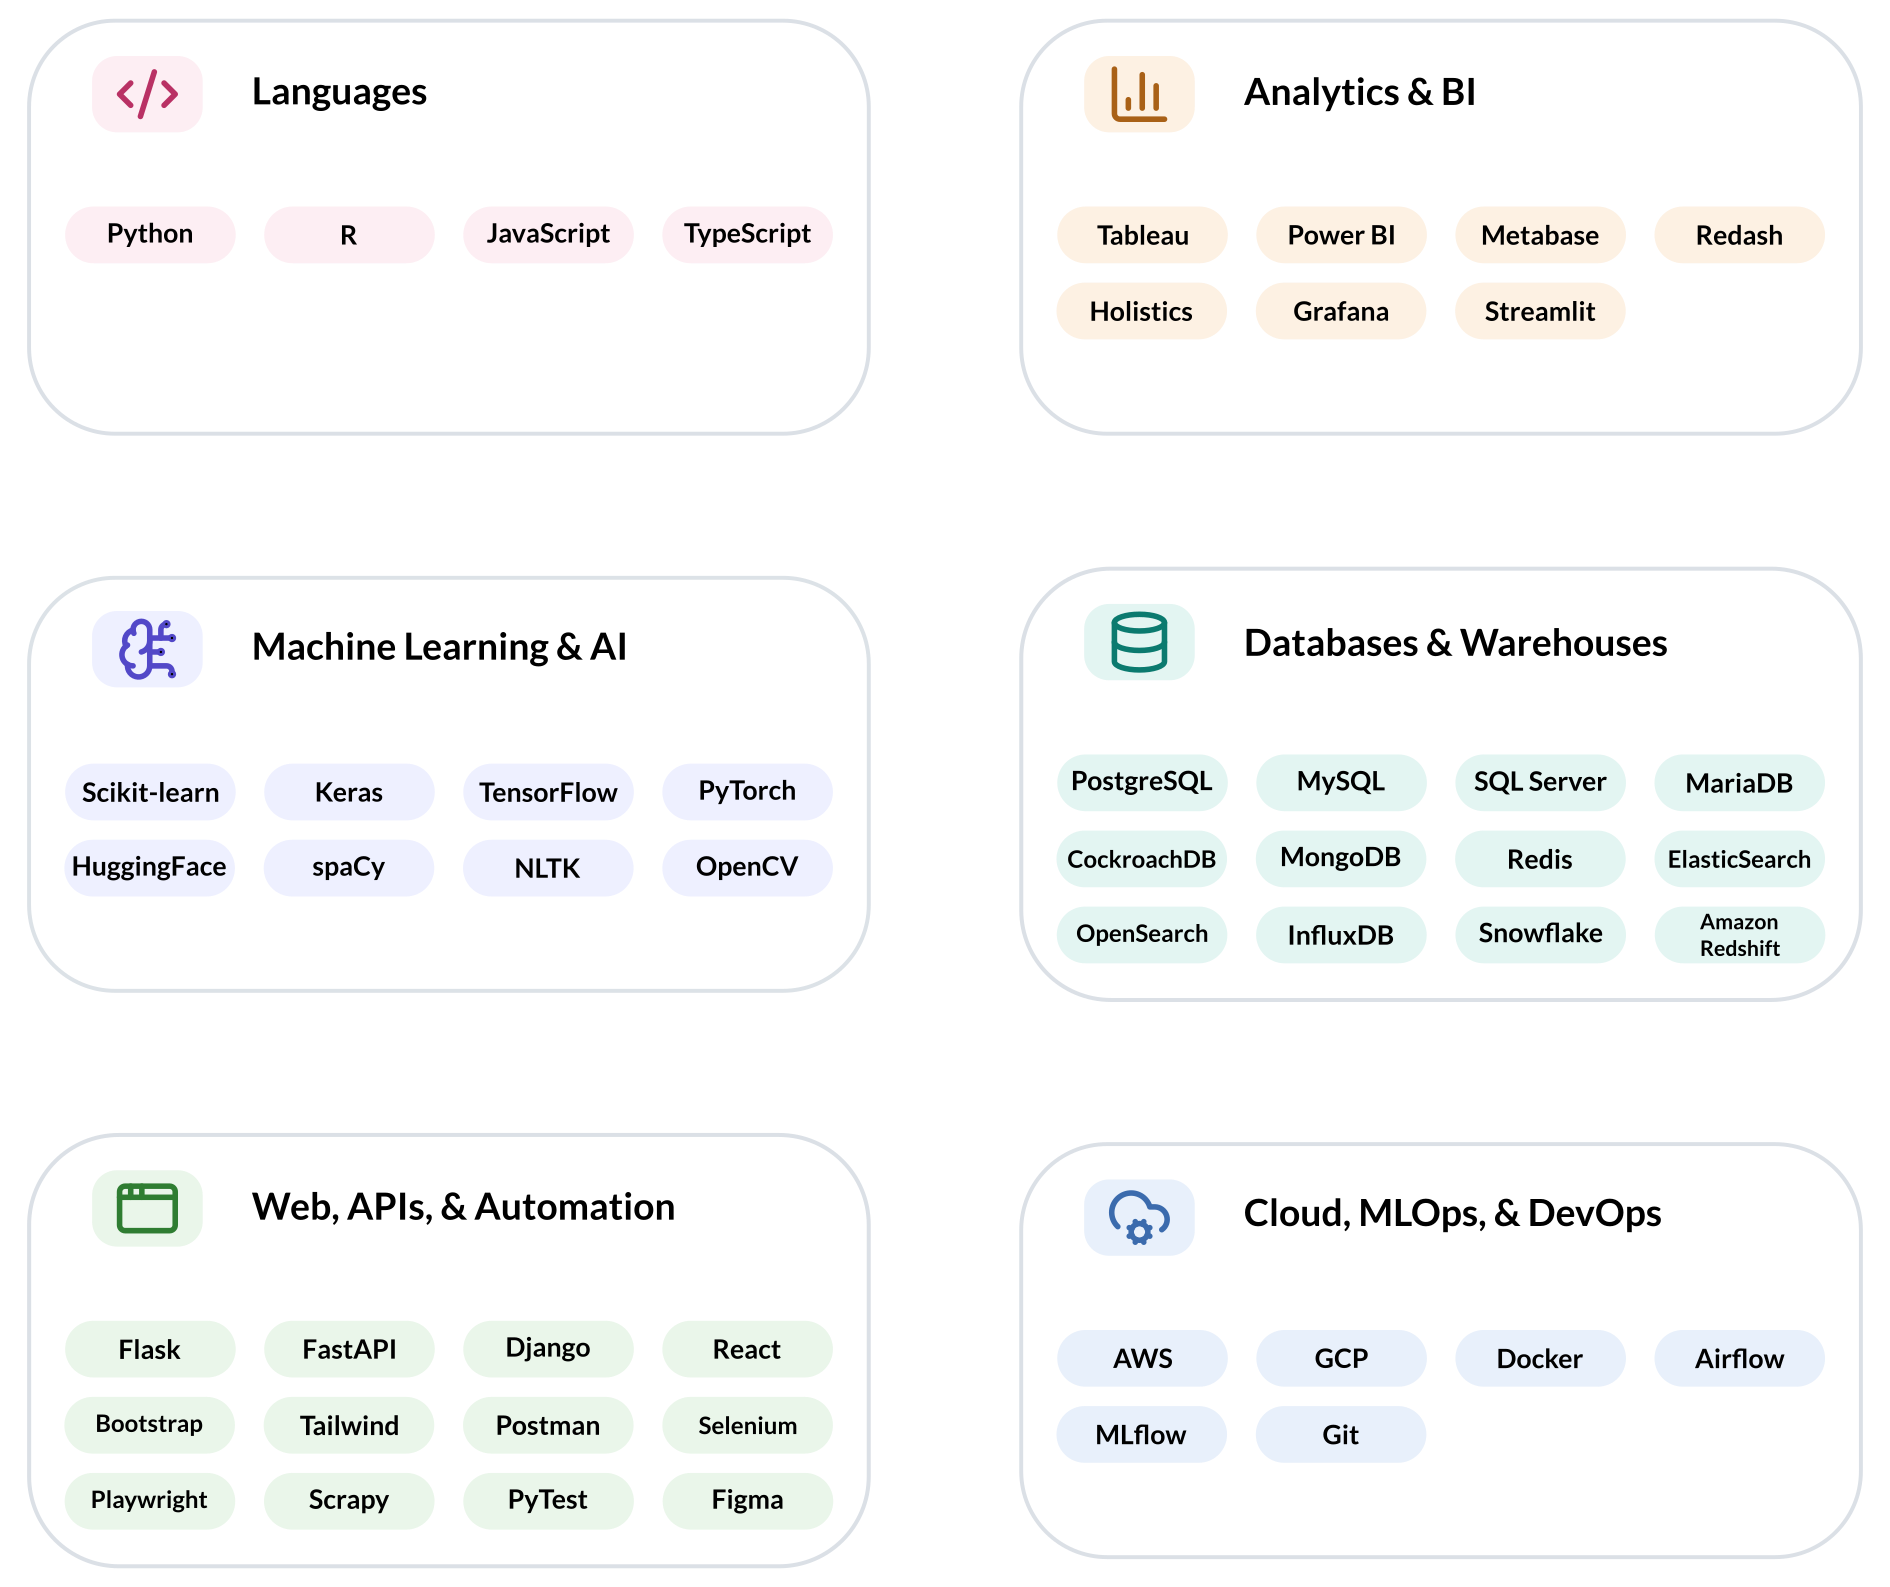 Languages
Python
R
JavaScript
TypeScript
Analytics & BI
Tableau
Power BI
Metabase
Redash
Holistics
Grafana
Streamlit
Machine Learning & AI
Scikit-learn
Keras
TensorFlow
PyTorch
HuggingFace
spaCy
NLTK
OpenCV
Databases & Warehouses
PostgreSQL
MySQL
SQL Server
MariaDB
CockroachDB
MongoDB
Redis
ElasticSearch
OpenSearch
InfluxDB
Snowflake
Amazon
Redshift
Web, APIs, & Automation
Flask
FastAPI
Django
React
Bootstrap
Tailwind
Postman
Selenium
Playwright
Scrapy
PyTest
Figma
Cloud, MLOps, & DevOps
AWS
GCP
Docker
Airflow
MLflow
Git